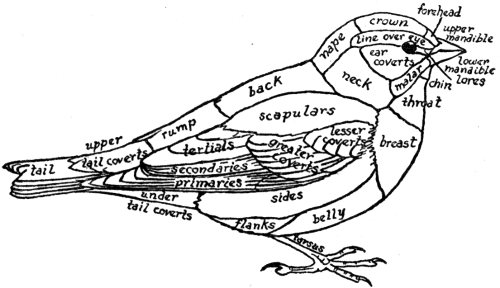 forehead
crown
upper
mandible
line over eye
nape
ear
coverts
lower
mandible
lores
malar
chin
neck
throat
back
scapulars
rump
upper
tail coverts
tail
tertials
greater
coverts
lesser
coverts
breast
secondaries
primaries
under
tail coverts
sides
belly
flanks
tarsus